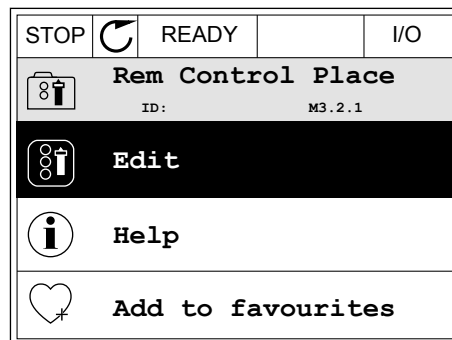 STOP READY I/O
Rem Control Place
ID: M3.2.1
Edit
Help
Add to favourites